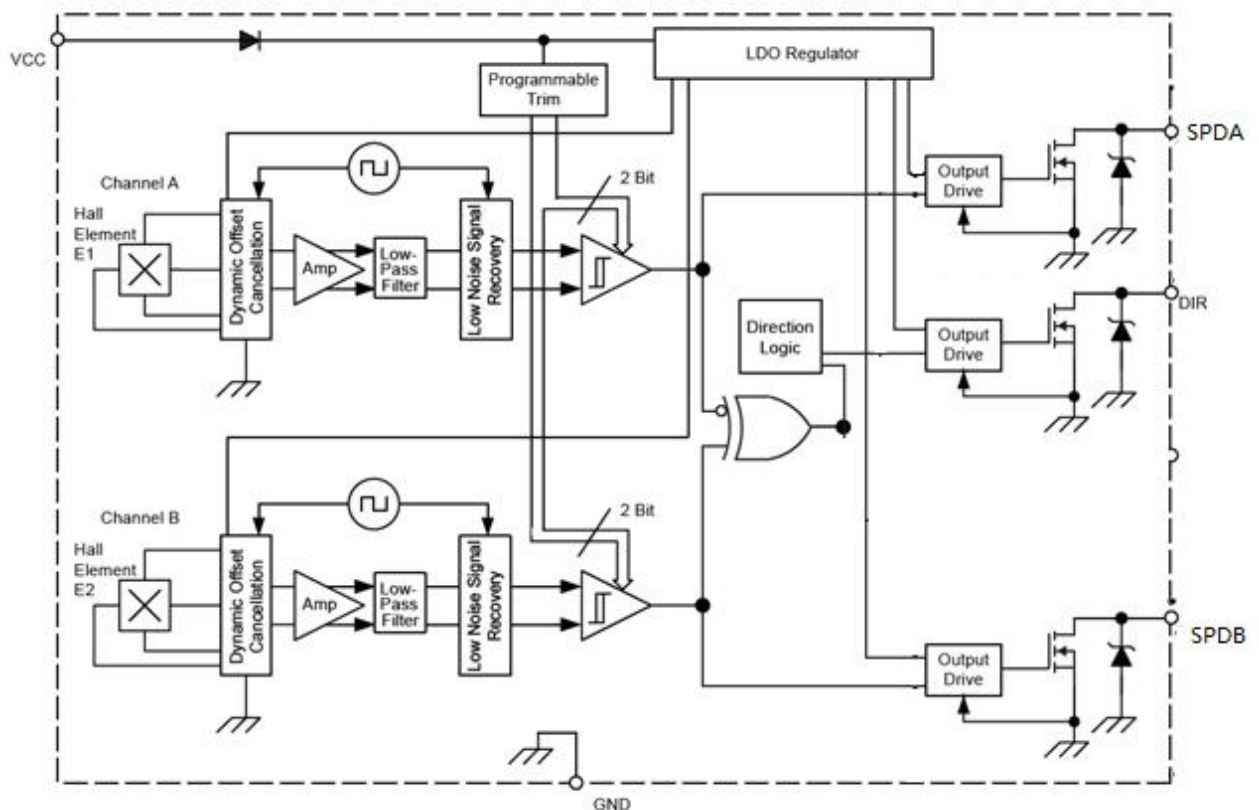 VCC
LDO Regulator
Programmable
Trim
SPDA
2 Bit
Output
Drive
Channel A
Hall
Element
E1
Dynamic Offset
Cancellation
Amp
Low-
Pass
Filter
Low Noise Signal
Recovery
DIR
Direction
Logic
Output
Drive
Channel B
2 Bit
Hall
Element
E2
Dynamic Offset
Cancellation
Amp
Low-
Pass
Filter
Low Noise Signal
Recovery
SPDB
Output
Drive
GND